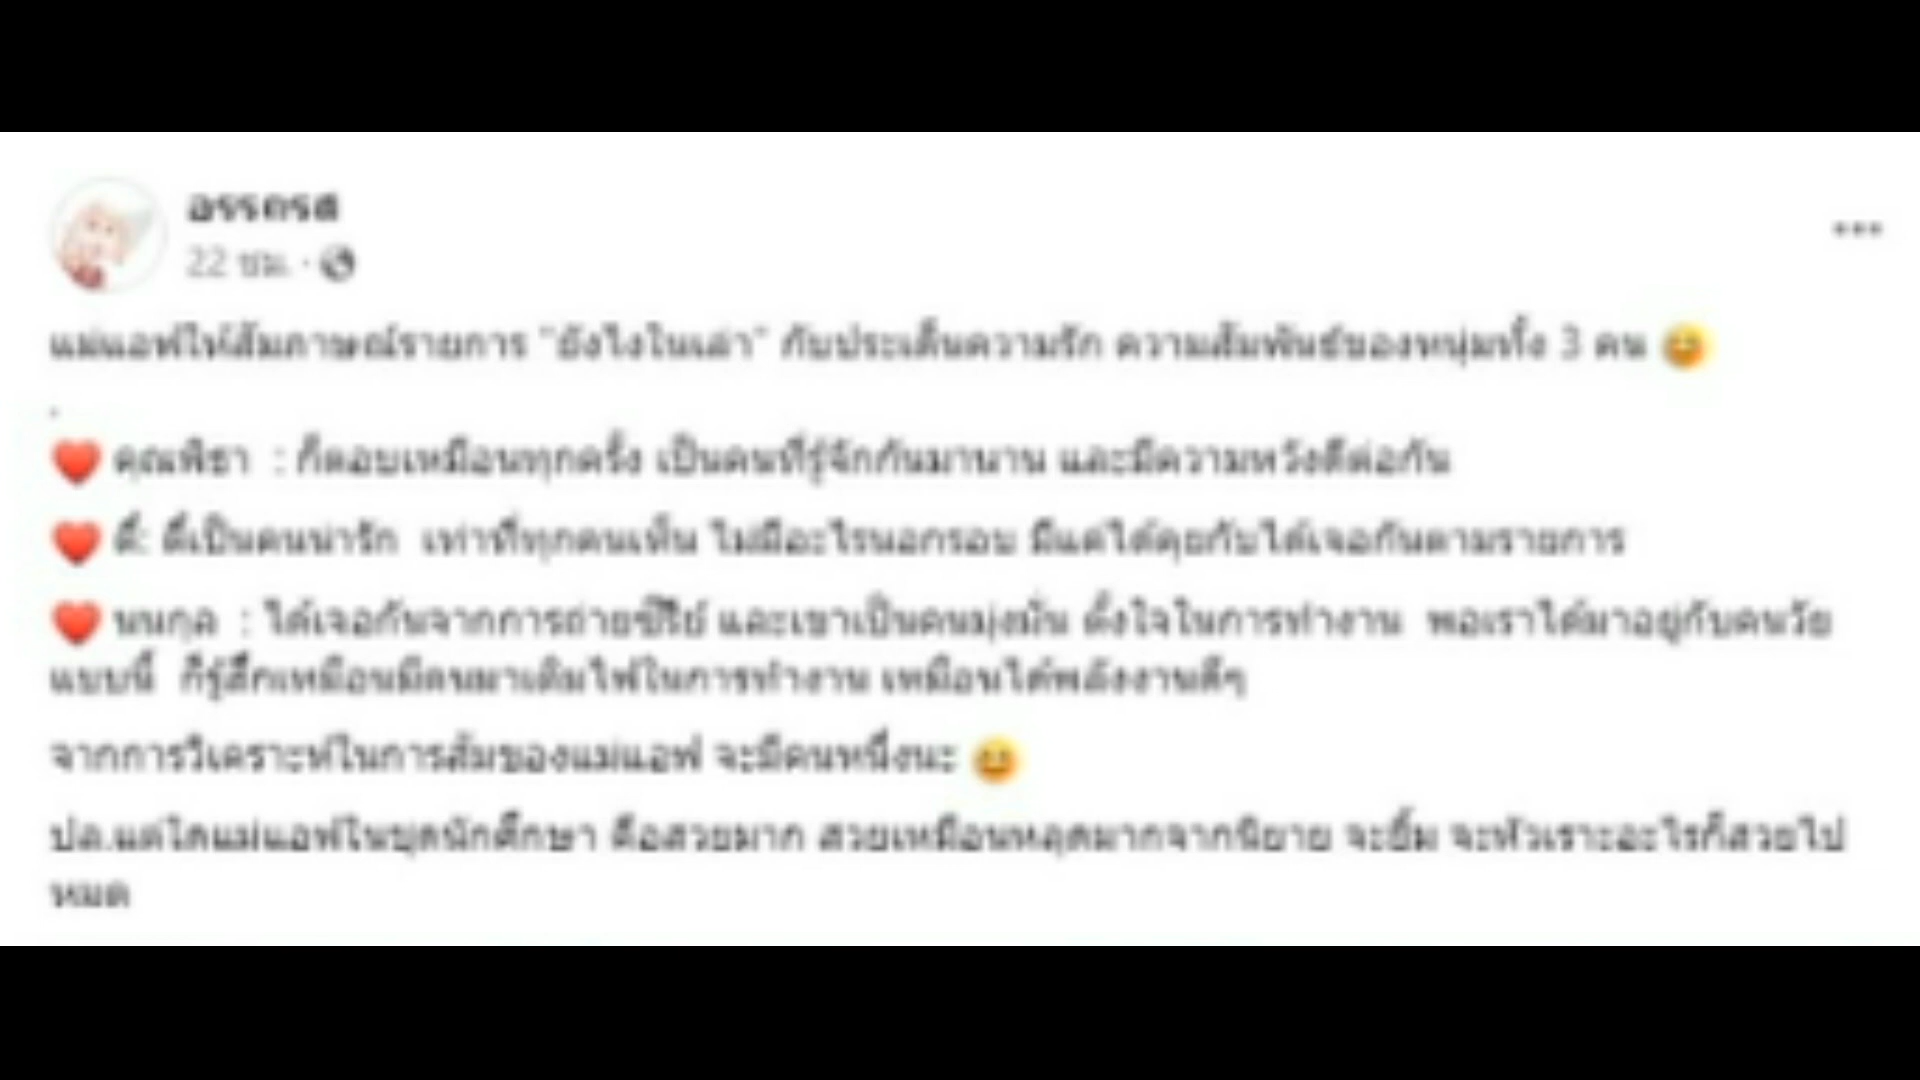 อรรถรส
22 ชม. ·
แม่แอฟให้สัมภาษณ์รายการ "ยังไงไหนเล่า" กับประเด็นความรัก ความสัมพันธ์ของหนุ่มทั้ง 3 คน
.
คุณพิธา : ก็ตอบเหมือนทุกครั้ง เป็นคนที่รู้จักกันมานาน และมีความหวังดีต่อกัน
ดี้: ดี้เป็นคนน่ารัก เท่าที่ทุกคนเห็น ไม่มีอะไรนอกรอบ มีแต่ได้คุยกับได้เจอกันตามรายการ
นนกุล : ได้เจอกันจากการถ่ายซีรีย์ และเขาเป็นคนมุ่งมั่น ตั้งใจในการทำงาน พอเราได้มาอยู่กับคนวัย
แบบนี้ ก็รู้สึกเหมือนมีคนมาเติมไฟในการทำงาน เหมือนได้พลังงานดีๆ
จากการวิเคราะห์ในการสัมของแม่แอฟ จะมีคนหนึ่งนะ
ปล.แต่ใดแม่แอฟในชุดนักศึกษา คือสวยมาก สวยเหมือนหลุดมากจากนิยาย จะยิ้ม จะหัวเราะอะไรก็สวยไป
หมด